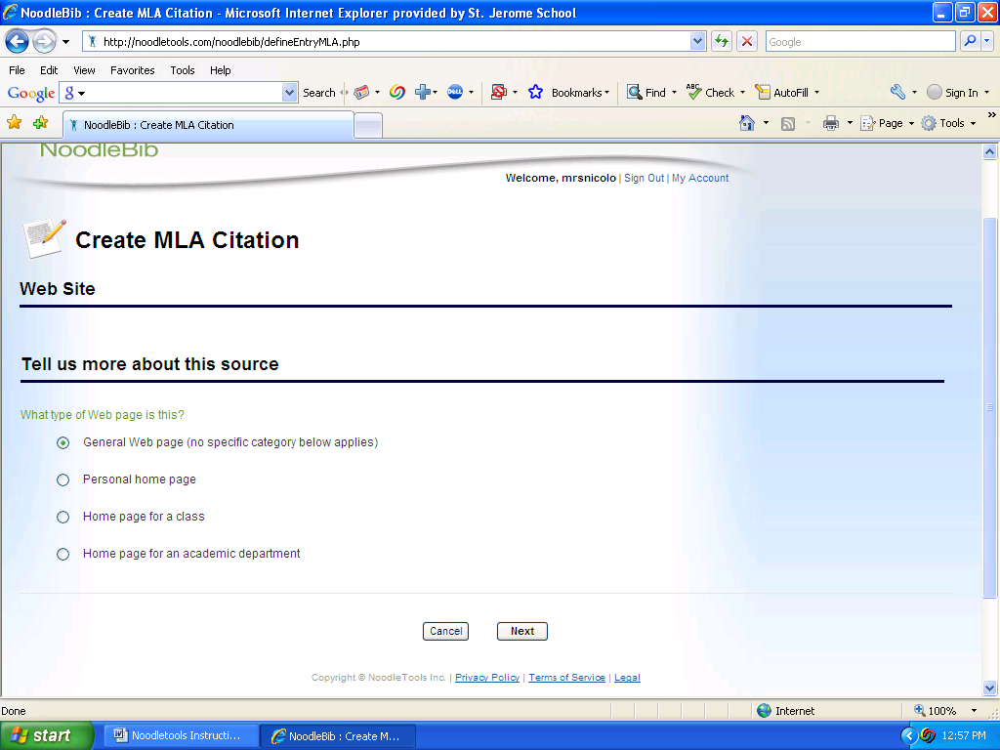 NoodleBib : Create MLA Citation - Microsoft Internet Explorer provided by St. Jerome School
http://noodletools.com/noodlebib/defineEntryMLA.php
Google
File Edit View Favorites Tools Help
Google g Search DELL Bookmarks Find ABC Check AutoFill Sign In
NoodleBib : Create MLA Citation Page Tools »
NoodleBib
Welcome, mrsnicolo | Sign Out | My Account
Create MLA Citation
Web Site
Tell us more about this source
What type of Web page is this?
General Web page (no specific category below applies)
Personal home page
Home page for a class
Home page for an academic department
Cancel Next
Copyright © NoodleTools Inc. | Privacy Policy | Terms of Service | Legal
Done Internet 100%
start Noodletools Instructi... NoodleBib : Create M... 12:57 PM